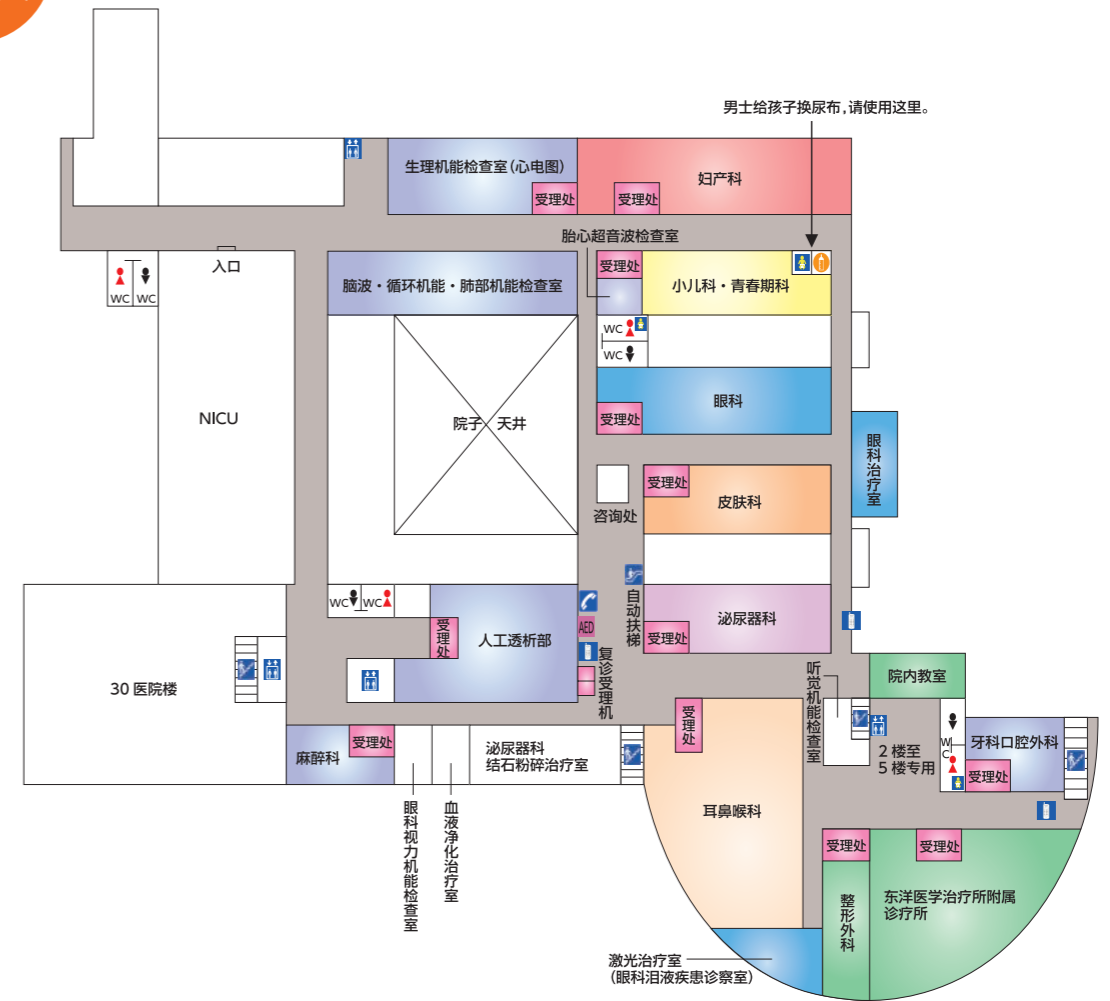 男士给孩子换尿布,请使用这里。
生理机能检查室(心电图)
受理处
妇产科
受理处
胎心超音波检查室
入口
受理处
小儿科・青春期科
WC
WC
脑波・循环机能・肺部机能检查室
WC
WC
眼科
受理处
NICU
院子
天井
眼科治疗室
受理处
皮肤科
咨询处
自动扶梯
WC
WC
受理处
人工透析部
AED
复诊受理机
泌尿器科
受理处
30 医院楼
听觉机能检查室
院内教室
受理处
麻醉科
受理处
泌尿器科
结石粉碎治疗室
2 楼至
5 楼专用
WC
牙科口腔外科
受理处
眼科视力机能检查室
血液净化治疗室
耳鼻喉科
受理处
受理处
整形外科
东洋医学治疗所附属
诊疗所
激光治疗室
(眼科泪液疾患诊察室)